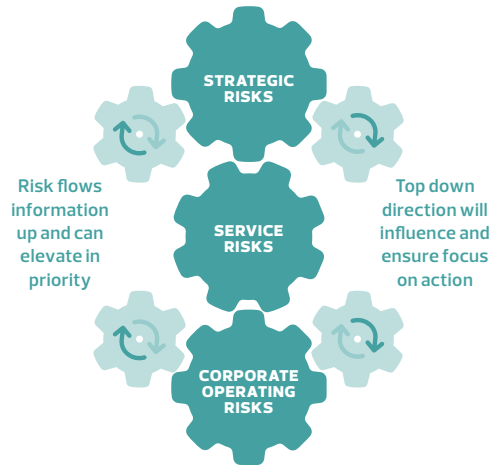 STRATEGIC
RISKS
Risk flows
information
up and can
elevate in
priority
SERVICE
RISKS
Top down
direction will
influence and
ensure focus
on action
CORPORATE
OPERATING
RISKS